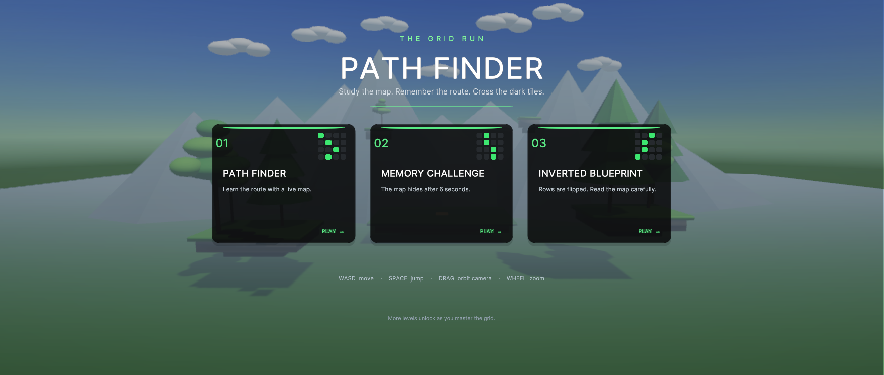 THE GRID RUN
PATH FINDER
Study the map. Remember the route. Cross the dark tiles.
01
PATH FINDER
Learn the route with a live map.
PLAY →
02
MEMORY CHALLENGE
The map hides after 6 seconds.
PLAY →
03
INVERTED BLUEPRINT
Rows are flipped. Read the map carefully.
PLAY →
WASD move · SPACE jump · DRAG orbit camera · WHEEL zoom
More levels unlock as you master the grid.